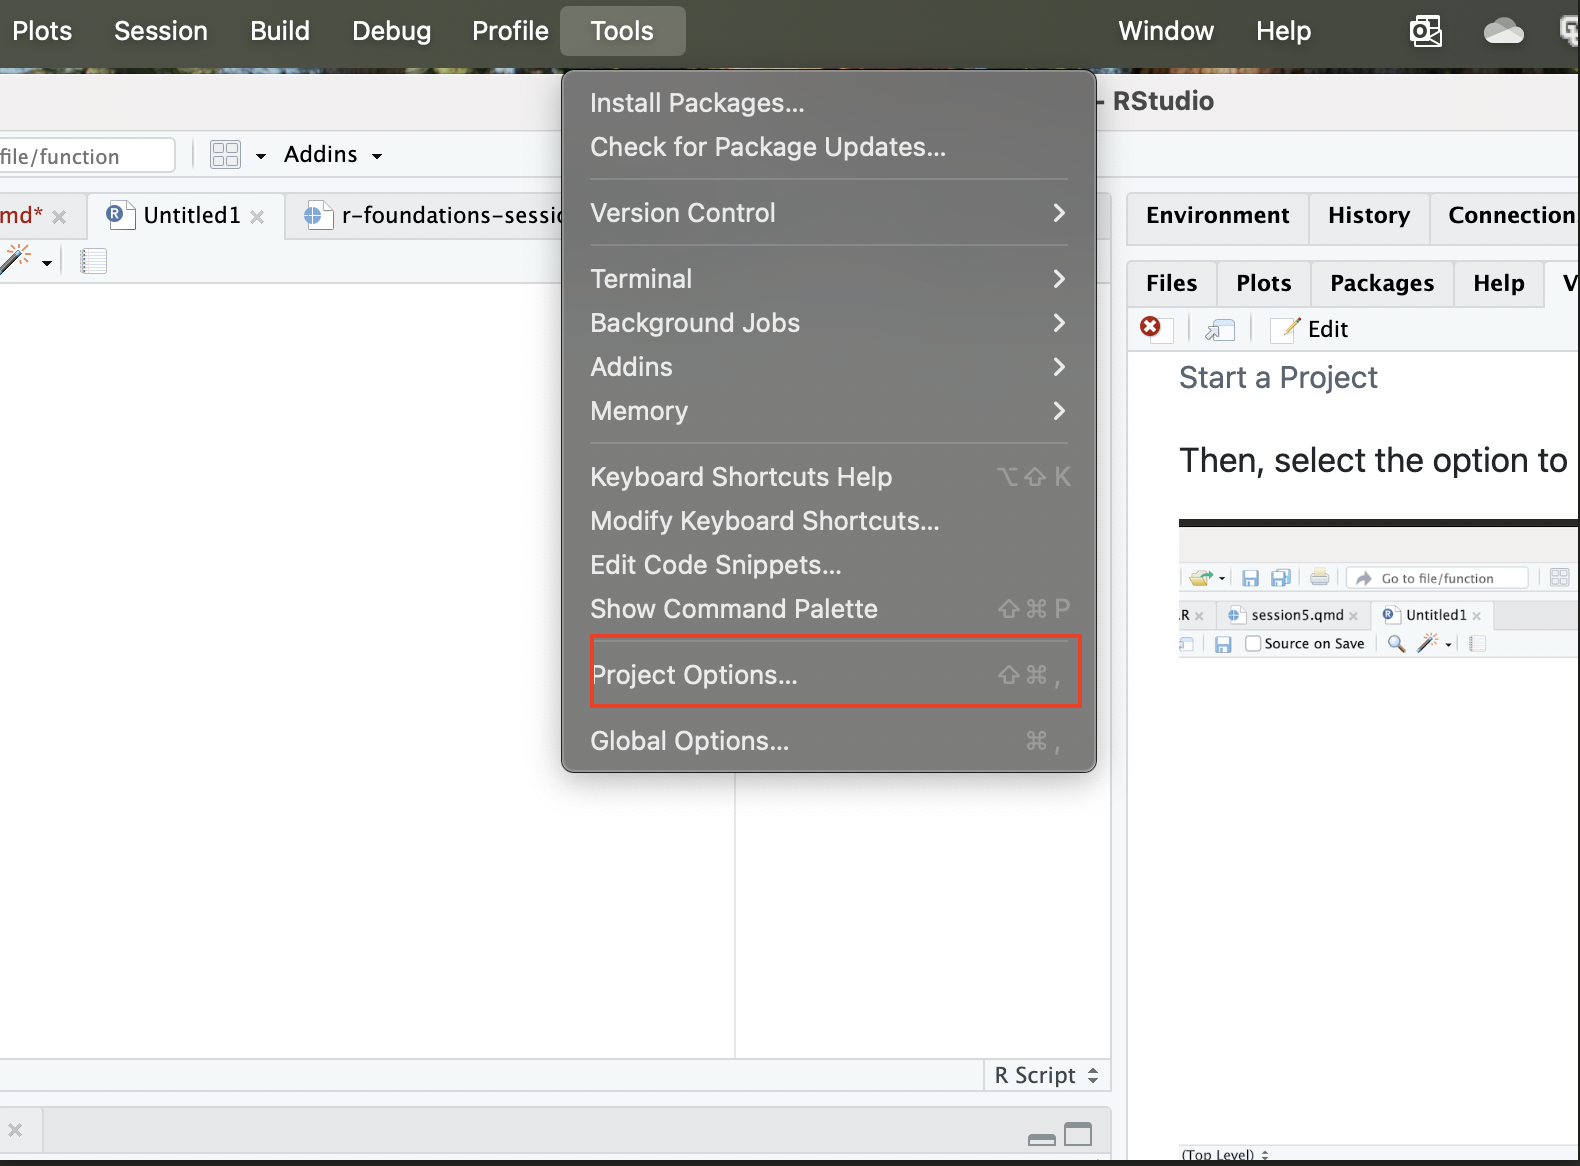 Plots Session Build Debug Profile Tools Window Help
- RStudio
file/function Addins
md* Untitled1 r-foundations-sessio
Install Packages...
Check for Package Updates...
Version Control
Terminal
Background Jobs
Addins
Memory
Keyboard Shortcuts Help ⌥⇧ K
Modify Keyboard Shortcuts...
Edit Code Snippets...
Show Command Palette ⇧⌘ P
Project Options... ⇧⌘ ,
Global Options... ⌘ ,
R Script
Environment History Connection
Files Plots Packages Help V
Edit
Start a Project
Then, select the option to
Go to file/function
.R session5.qmd Untitled1
Source on Save
(Top Level)